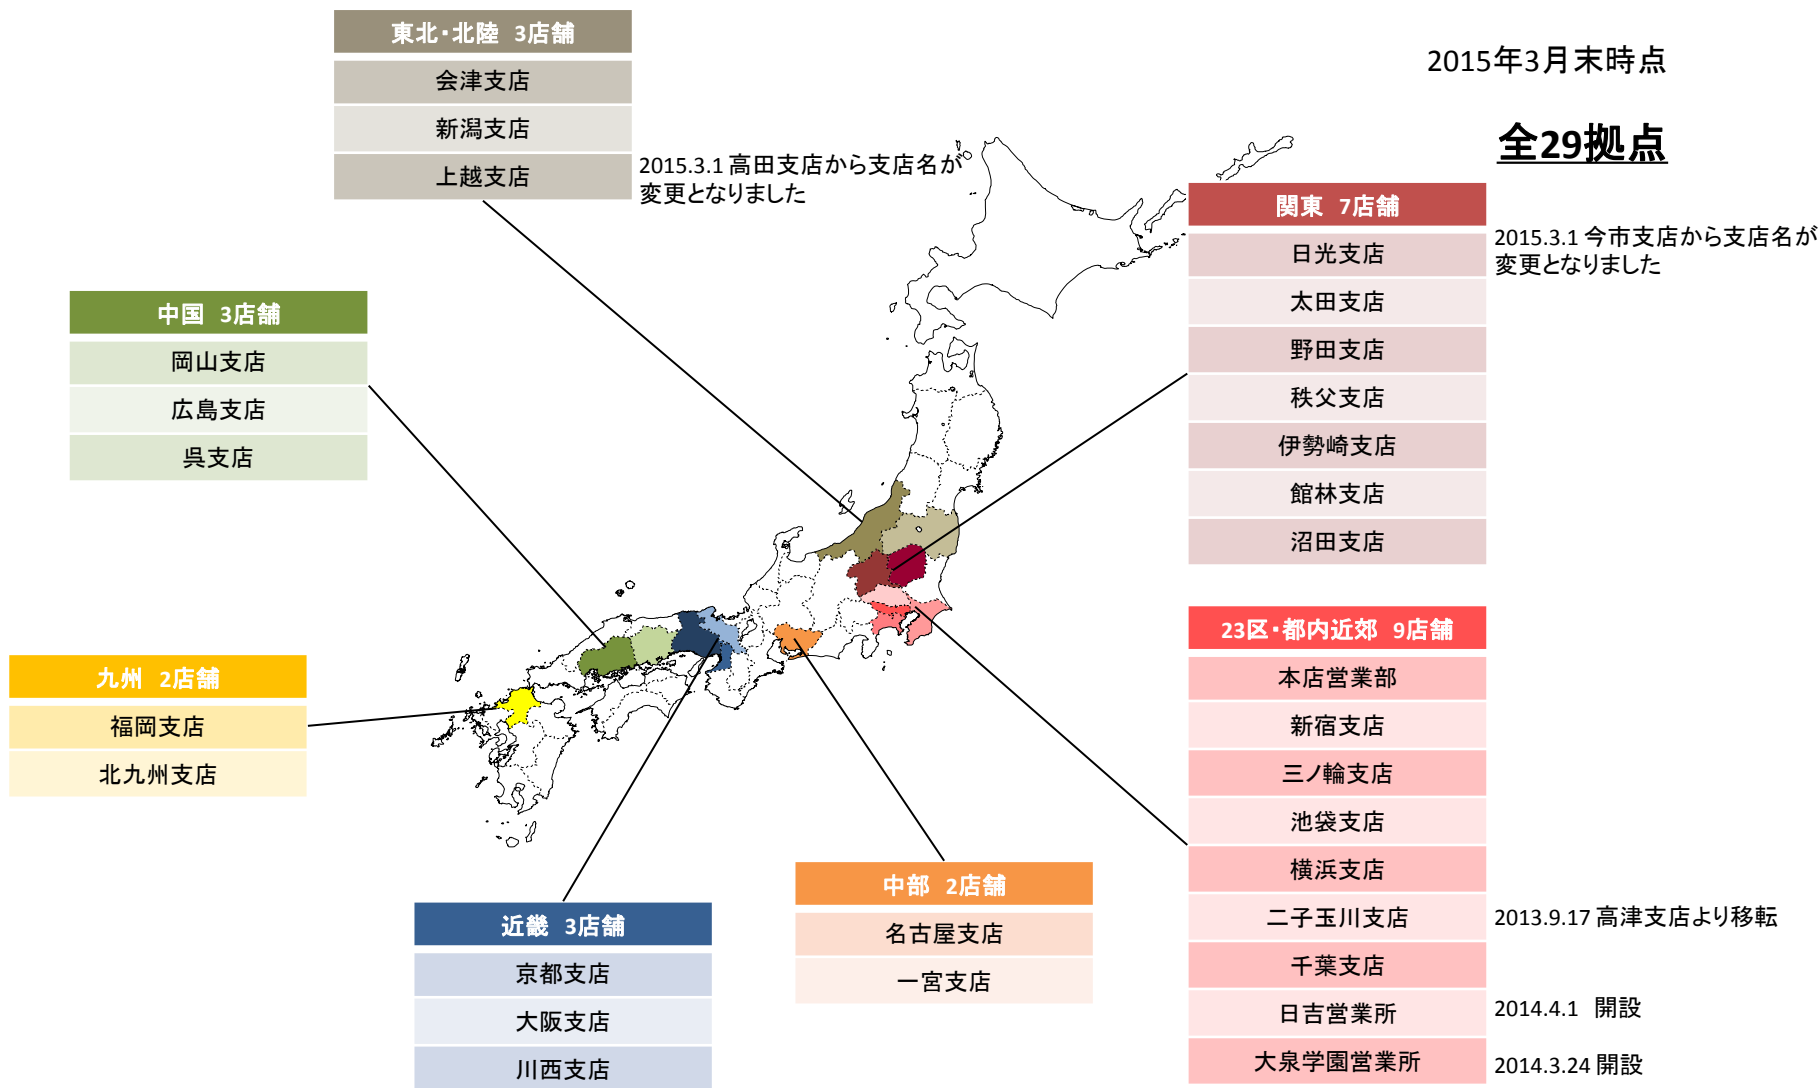 東北・北陸 3店舗
会津支店
新潟支店
上越支店
2015.3.1 高田支店から支店名が
変更となりました
2015年3月末時点
全29拠点
関東 7店舗
日光支店
太田支店
野田支店
秩父支店
伊勢崎支店
館林支店
沼田支店
2015.3.1 今市支店から支店名が
変更となりました
中国 3店舗
岡山支店
広島支店
呉支店
23区・都内近郊 9店舗
本店営業部
新宿支店
三ノ輪支店
池袋支店
横浜支店
二子玉川支店
2013.9.17 高津支店より移転
千葉支店
日吉営業所
2014.4.1 開設
大泉学園営業所
2014.3.24 開設
九州 2店舗
福岡支店
北九州支店
中部 2店舗
名古屋支店
一宮支店
近畿 3店舗
京都支店
大阪支店
川西支店